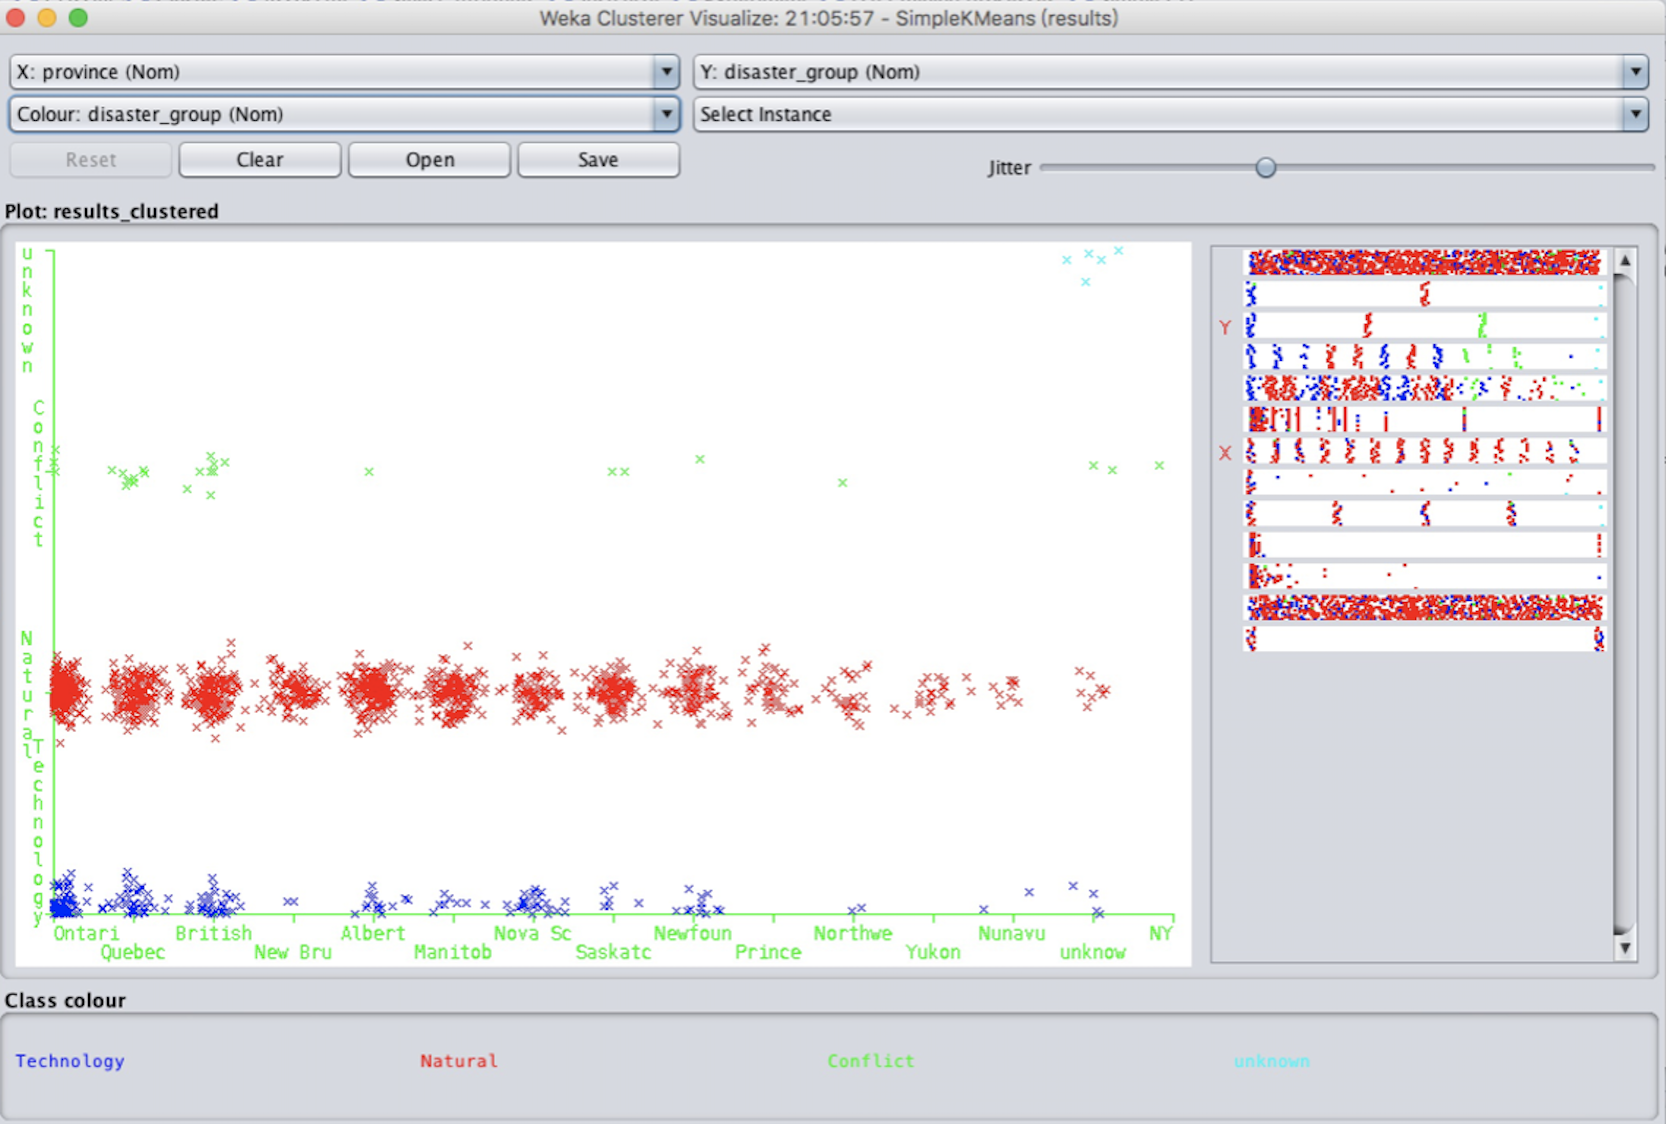 Weka Clusterer Visualize: 21:05:57 - SimpleKMeans (results)
X: province (Nom)
Y: disaster_group (Nom)
Colour: disaster_group (Nom)
Select Instance
Reset
Clear
Open
Save
Jitter
Plot: results_clustered
unknown
Conflict
Natural
Technology
Ontari
Quebec
British
New Bru
Albert
Manitob
Nova Sc
Saskatc
Newfoun
Prince
Northwe
Yukon
Nunavu
unknow
NY
Y
X
Class colour
Technology
Natural
Conflict
unknown